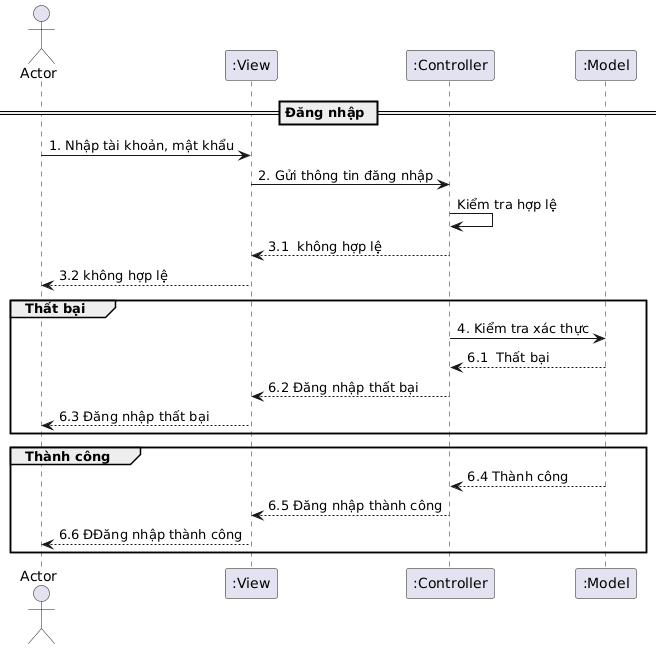 Actor
:View
:Controller
:Model
Đăng nhập
1. Nhập tài khoản, mật khẩu
2. Gửi thông tin đăng nhập
Kiểm tra hợp lệ
3.1  không hợp lệ
3.2 không hợp lệ
Thất bại
4. Kiểm tra xác thực
6.1  Thất bại
6.2 Đăng nhập thất bại
6.3 Đăng nhập thất bại
Thành công
6.4 Thành công
6.5 Đăng nhập thành công
6.6 ĐĐăng nhập thành công
Actor
:View
:Controller
:Model